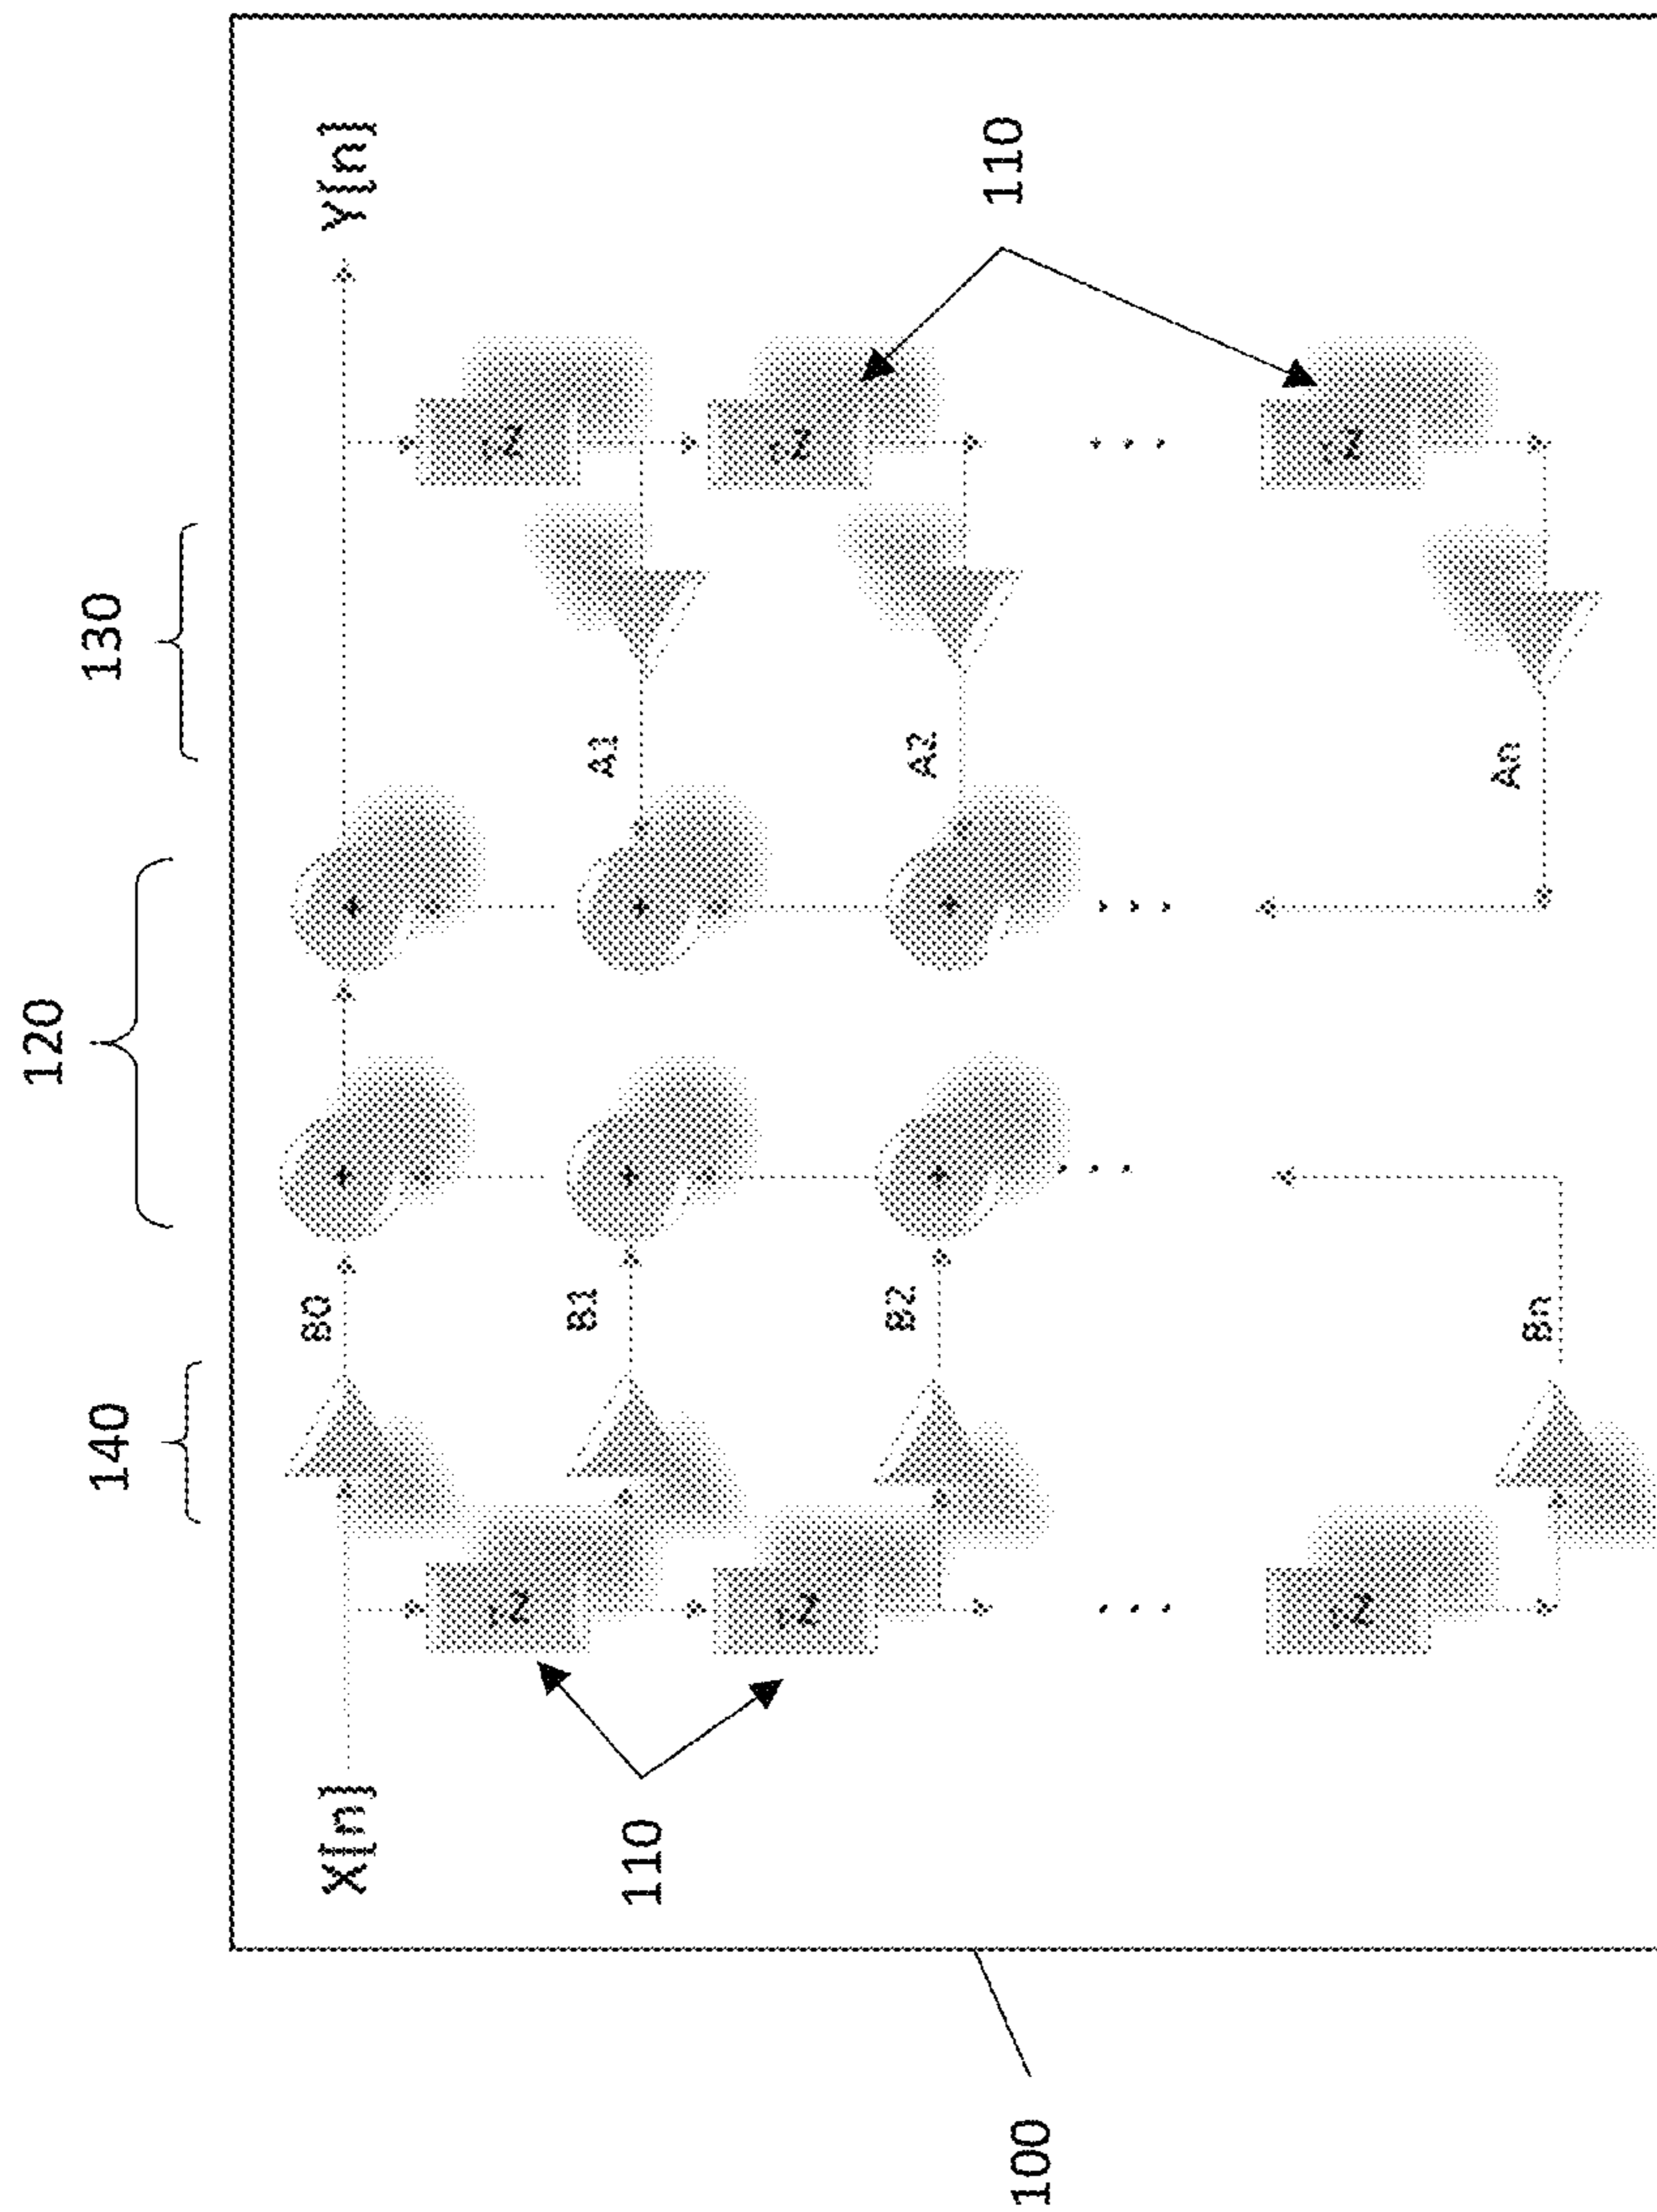 120
140
130
X[n]
B0
+
+
Y[n]
110
B1
+
+
A1
B2
+
+
A2
110
100
...
...
...
...
Bn
An